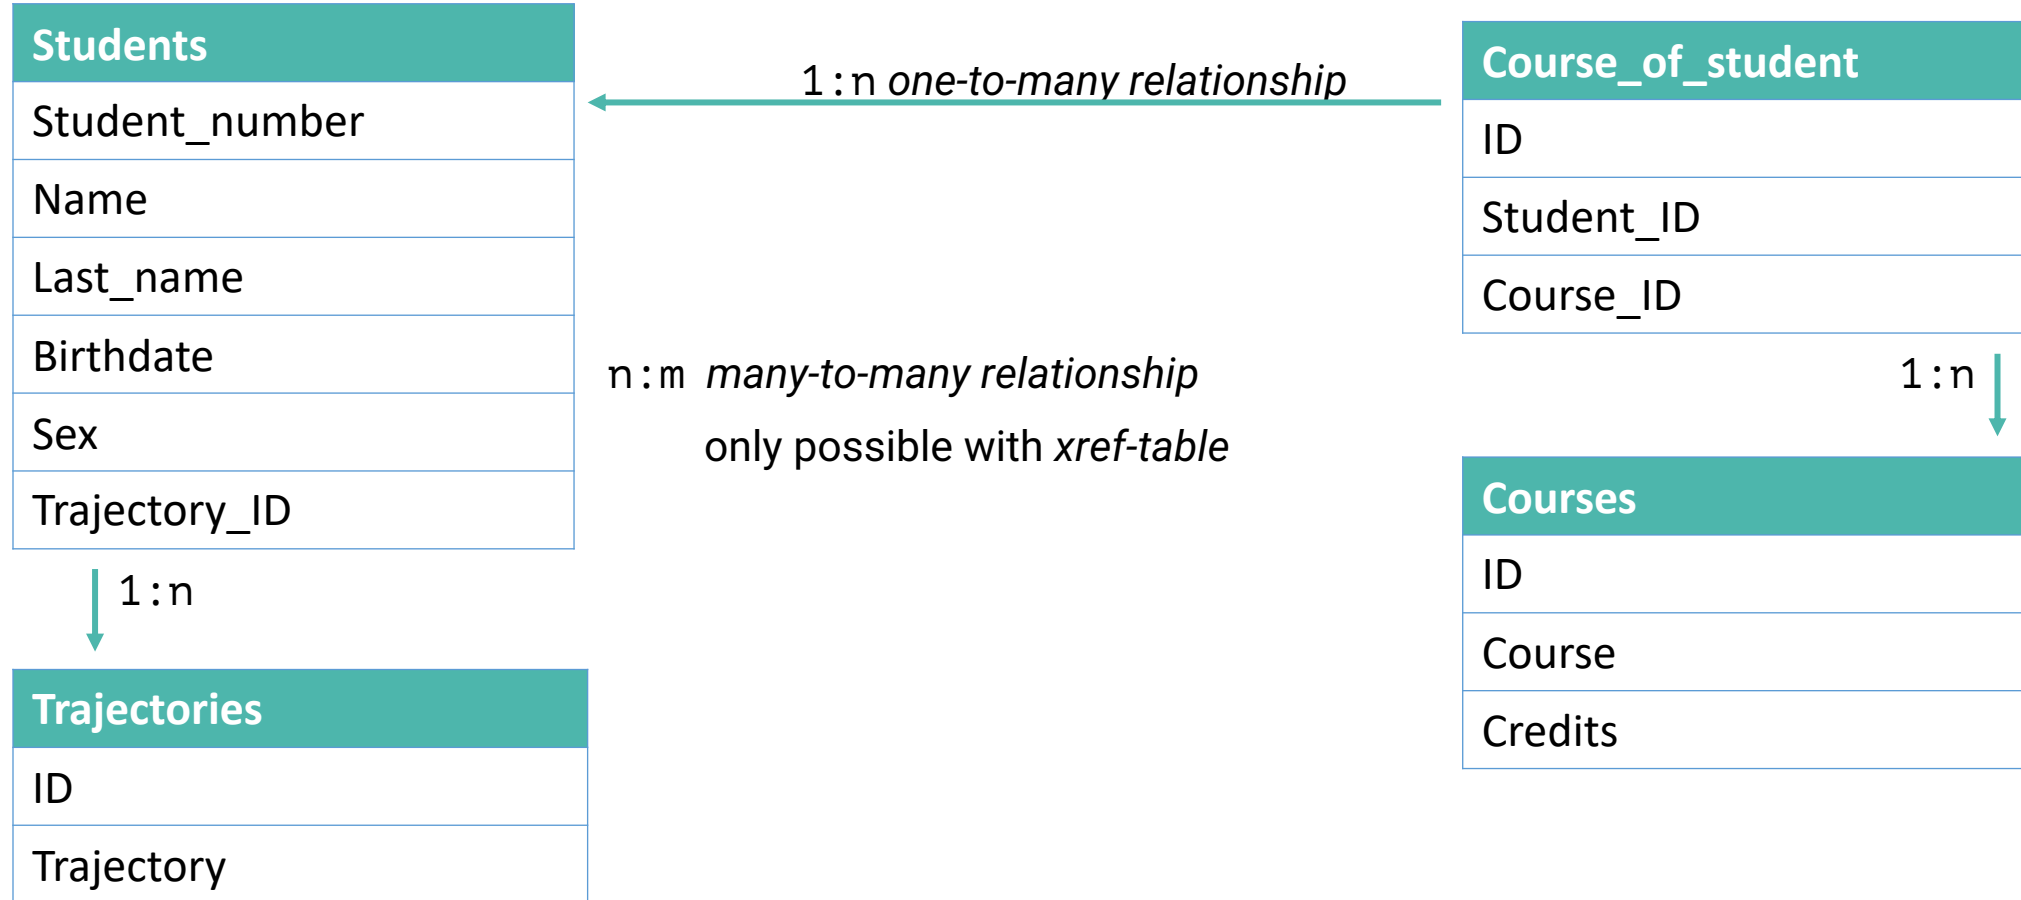 Students
Student_number
Name
Last_name
Birthdate
Sex
Trajectory_ID
1:n
Trajectories
ID
Trajectory
1:n one-to-many relationship
n:m many-to-many relationship
only possible with xref-table
Course_of_student
ID
Student_ID
Course_ID
1:n
Courses
ID
Course
Credits